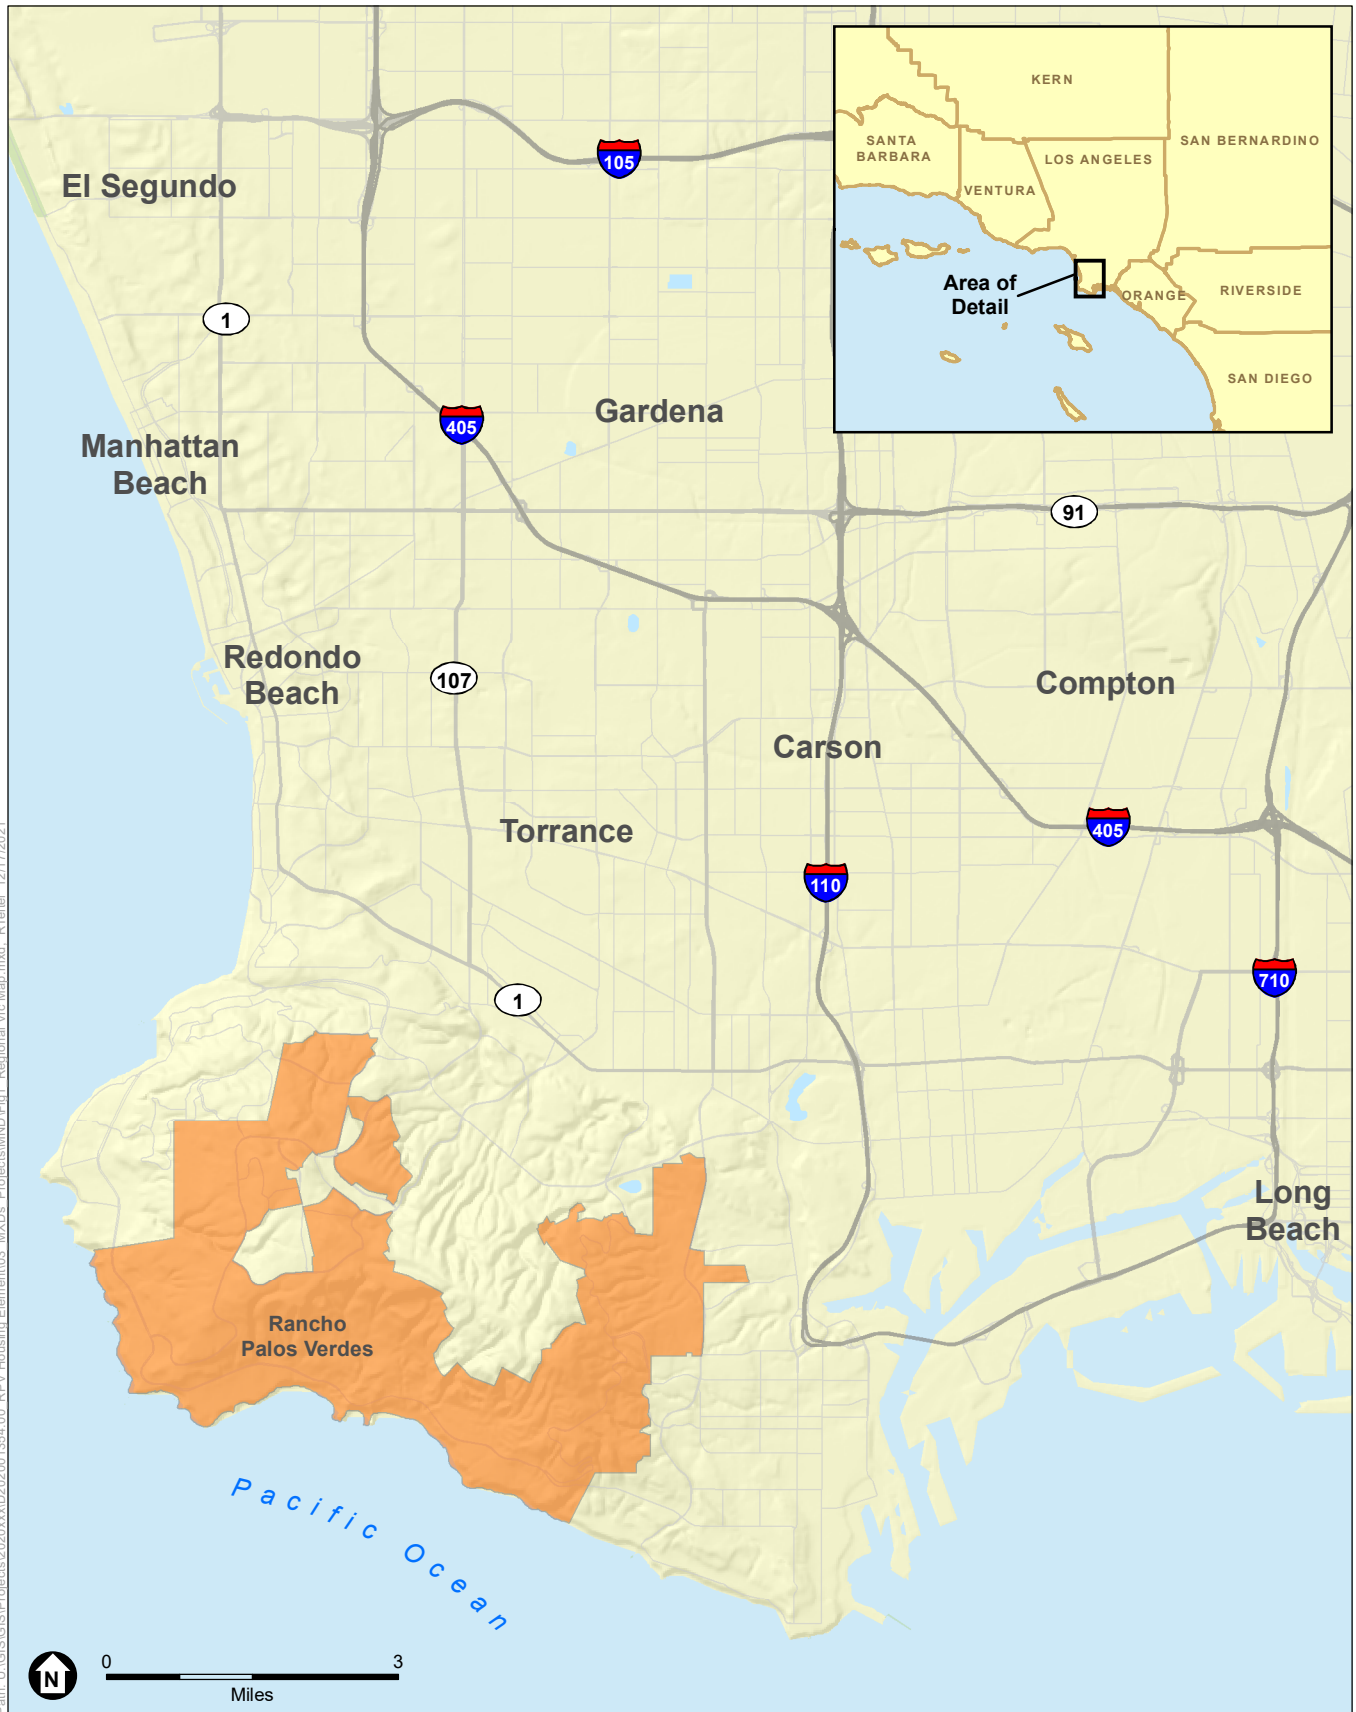 KERN
SANTA
BARBARA
SAN BERNARDINO
LOS ANGELES
VENTURA
Area of
Detail
ORANGE
RIVERSIDE
SAN DIEGO
105
El Segundo
1
405
Gardena
Manhattan
Beach
91
Redondo
Beach
107
Compton
Carson
Torrance
405
110
710
1
Long
Beach
Rancho
Palos Verdes
Pacific Ocean
N
0 3
Miles